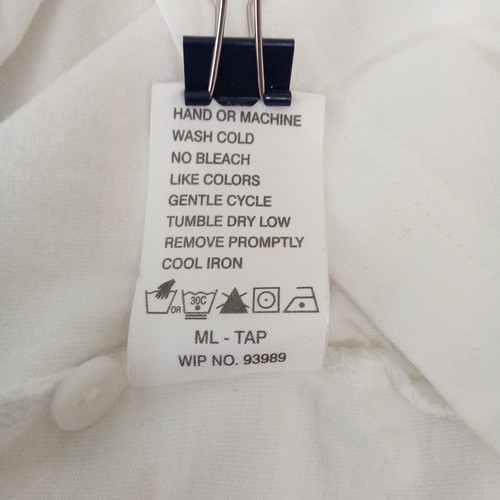 HAND OR MACHINE
WASH COLD
NO BLEACH
LIKE COLORS
GENTLE CYCLE
TUMBLE DRY LOW
REMOVE PROMPTLY
COOL IRON
OR 30C
ML - TAP
WIP NO. 93989